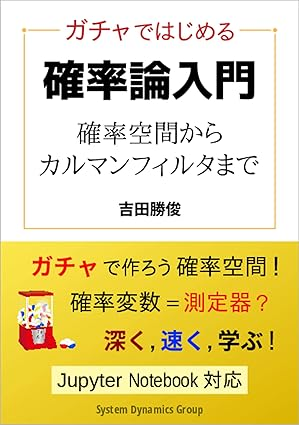 ガチャではじめる
確率論入門
確率空間から
カルマンフィルタまで
吉田勝俊
ガチャで作ろう確率空間！
確率変数＝測定器？
深く，速く，学ぶ！
Jupyter Notebook 対応
System Dynamics Group